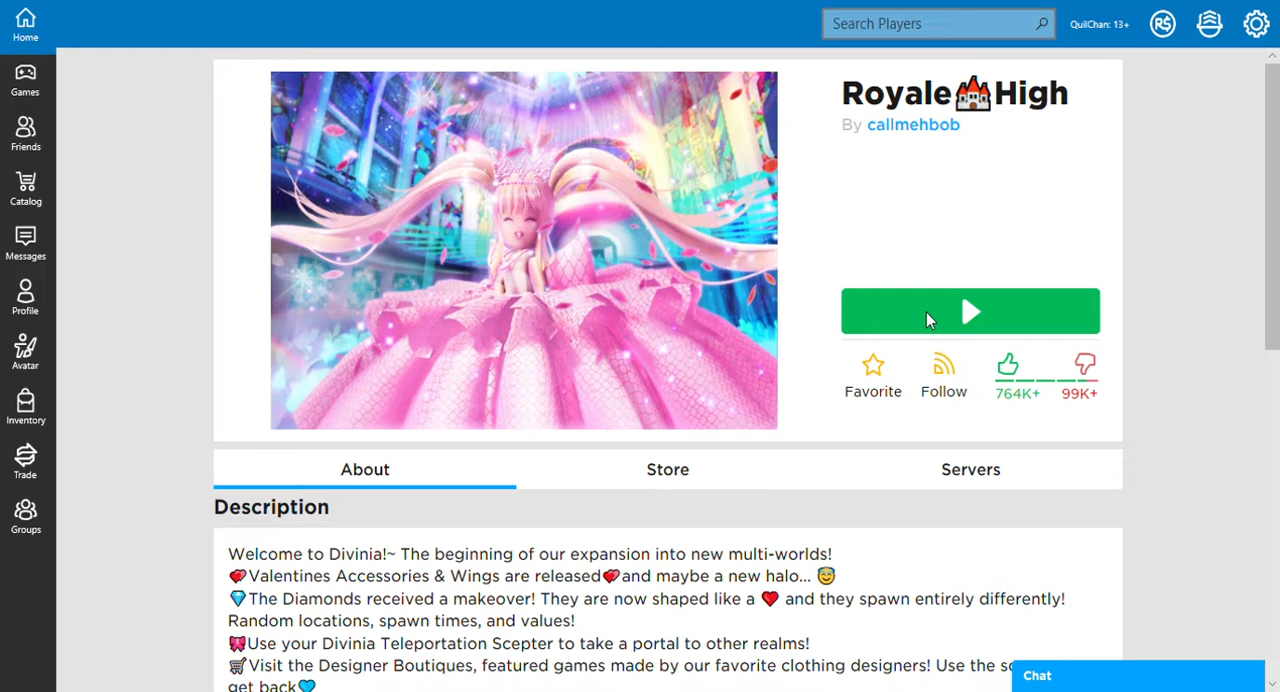 Home
Search Players
QuilChan: 13+
R$
Games
Friends
Catalog
Messages
Profile
Avatar
Inventory
Trade
Groups
Royale🏰High
By callmehbob
Favorite
Follow
764K+
99K+
About
Store
Servers
Description
Welcome to Divinia!~ The beginning of our expansion into new multi-worlds!
💕Valentines Accessories & Wings are released💕and maybe a new halo... 😇
💎The Diamonds received a makeover! They are now shaped like a ❤️ and they spawn entirely differently!
Random locations, spawn times, and values!
🎀Use your Divinia Teleportation Scepter to take a portal to other realms!
🛒Visit the Designer Boutiques, featured games made by our favorite clothing designers! Use the
get back💙
Chat